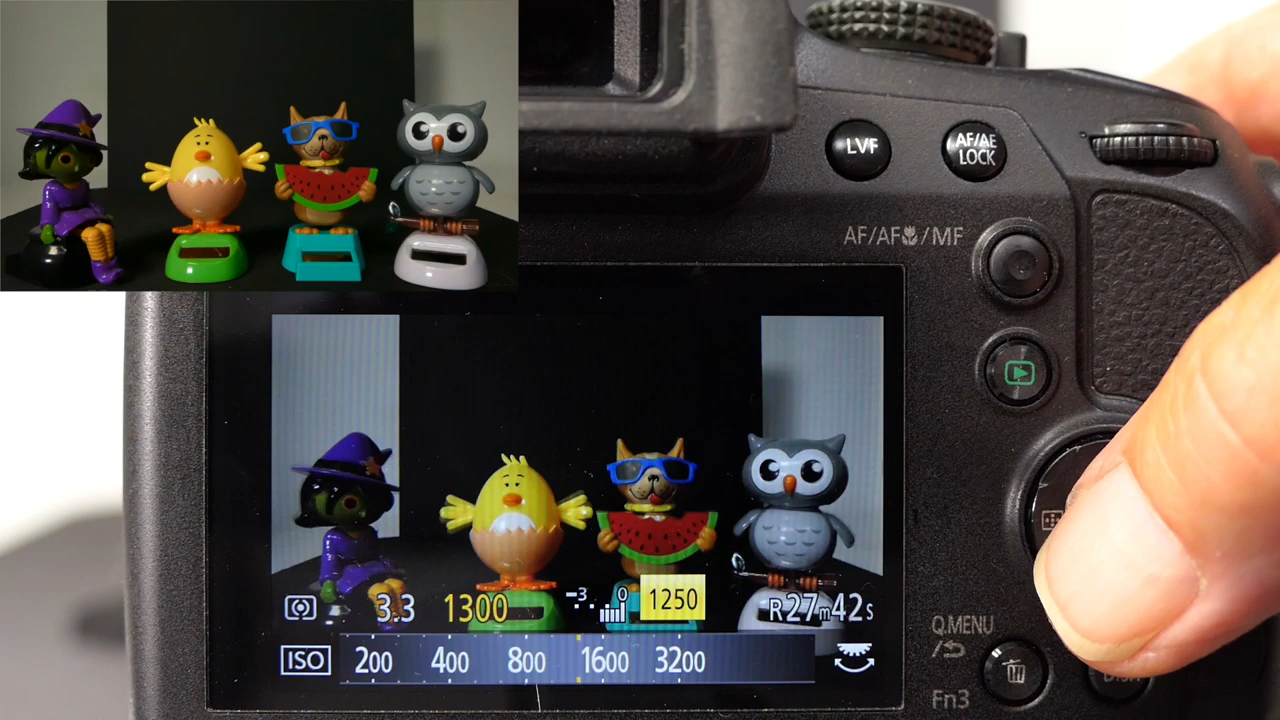 LVF
AF/AE
LOCK
AF/AF /MF
3.3 1300 -3 0 1250 R27m42s
ISO 200 400 800 1600 3200
Q.MENU
/
Fn3